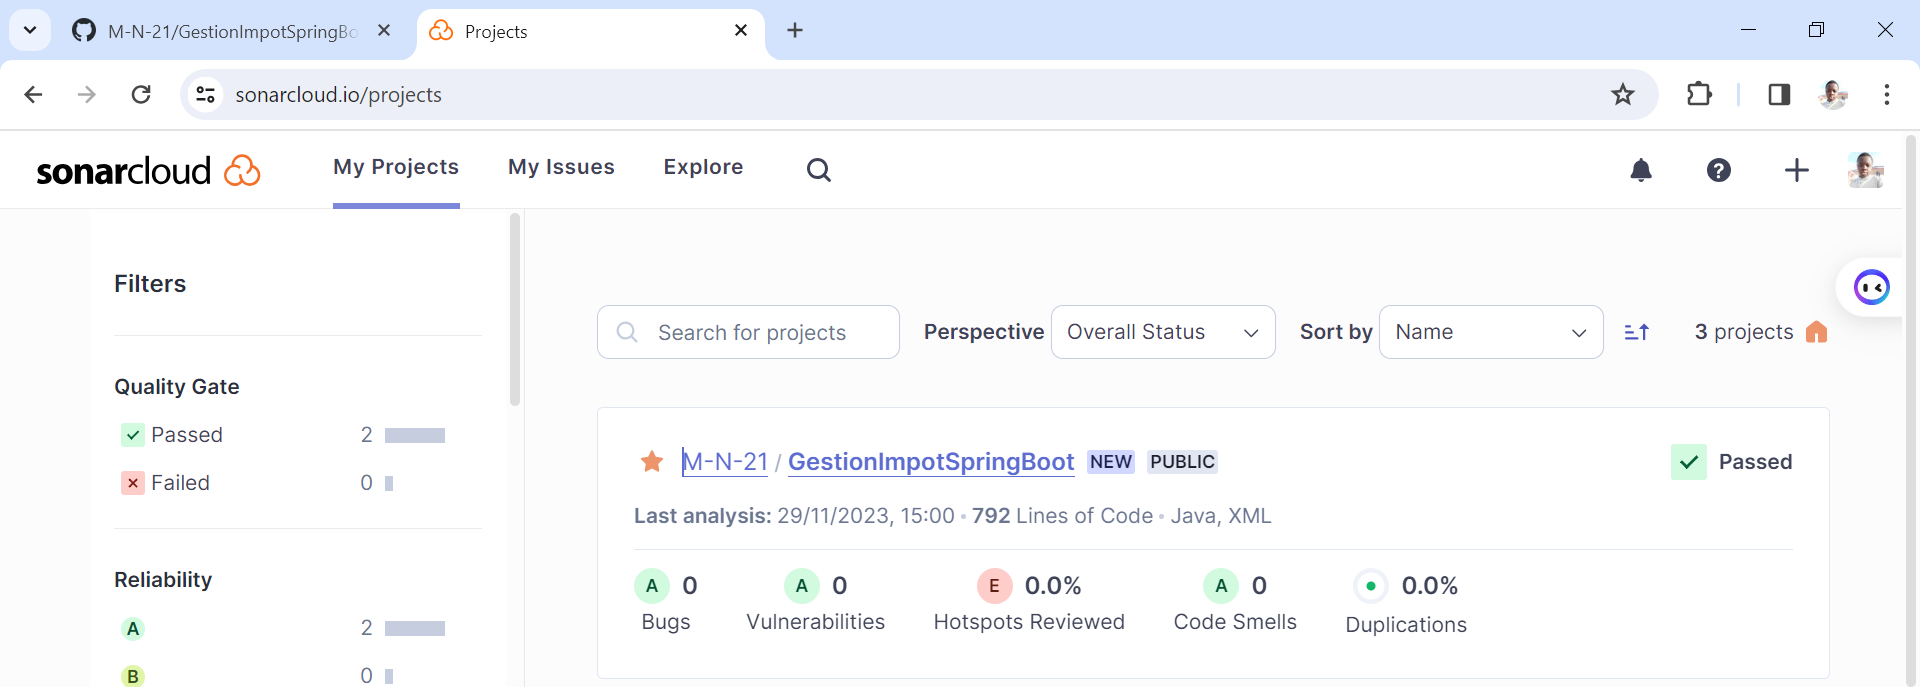 M-N-21/GestionImpotSpringBo
Projects
sonarcloud.io/projects
sonarcloud
My Projects
My Issues
Explore
Filters
Search for projects
Perspective
Overall Status
Sort by
Name
3 projects
Quality Gate
Passed 2
Failed 0
M-N-21 / GestionImpotSpringBoot NEW PUBLIC
Passed
Last analysis: 29/11/2023, 15:00 • 792 Lines of Code • Java, XML
Reliability
A 2
B 0
A 0
Bugs
A 0
Vulnerabilities
E 0.0%
Hotspots Reviewed
A 0
Code Smells
0.0%
Duplications